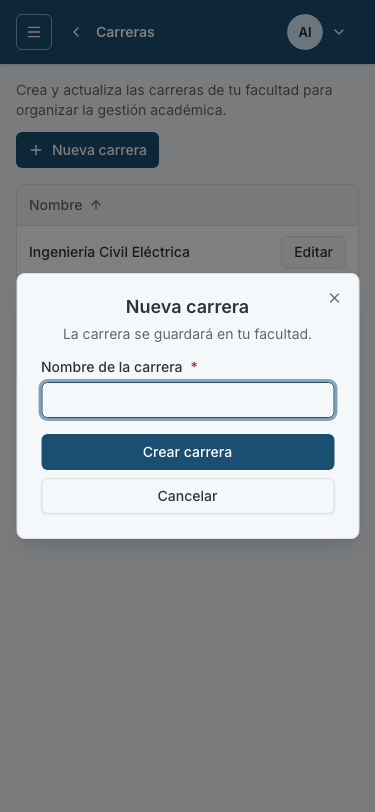 Carreras
AI
Crea y actualiza las carreras de tu facultad para
organizar la gestión académica.
Nueva carrera
Nombre
Ingeniería Civil Eléctrica
Editar
Nueva carrera
La carrera se guardará en tu facultad.
Nombre de la carrera *
Crear carrera
Cancelar